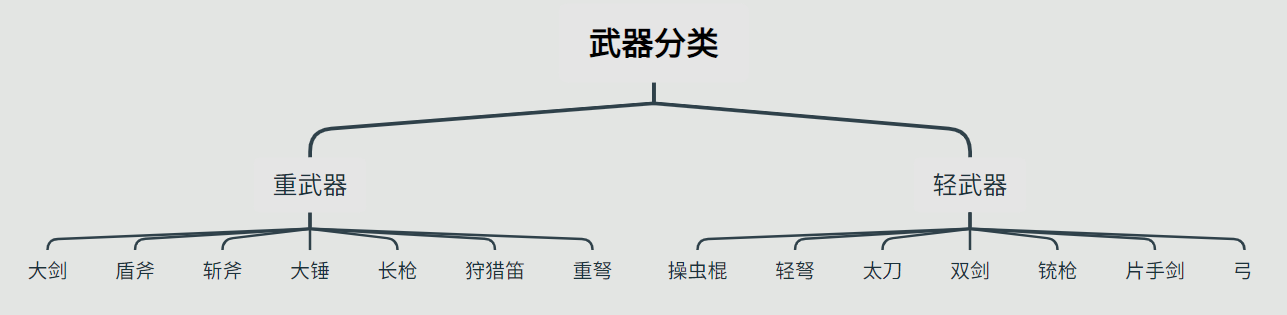 武器分类
重武器 轻武器
大剑 盾斧 斩斧 大锤 长枪 狩猎笛 重弩 操虫棍 轻弩 太刀 双剑 铳枪 片手剑 弓